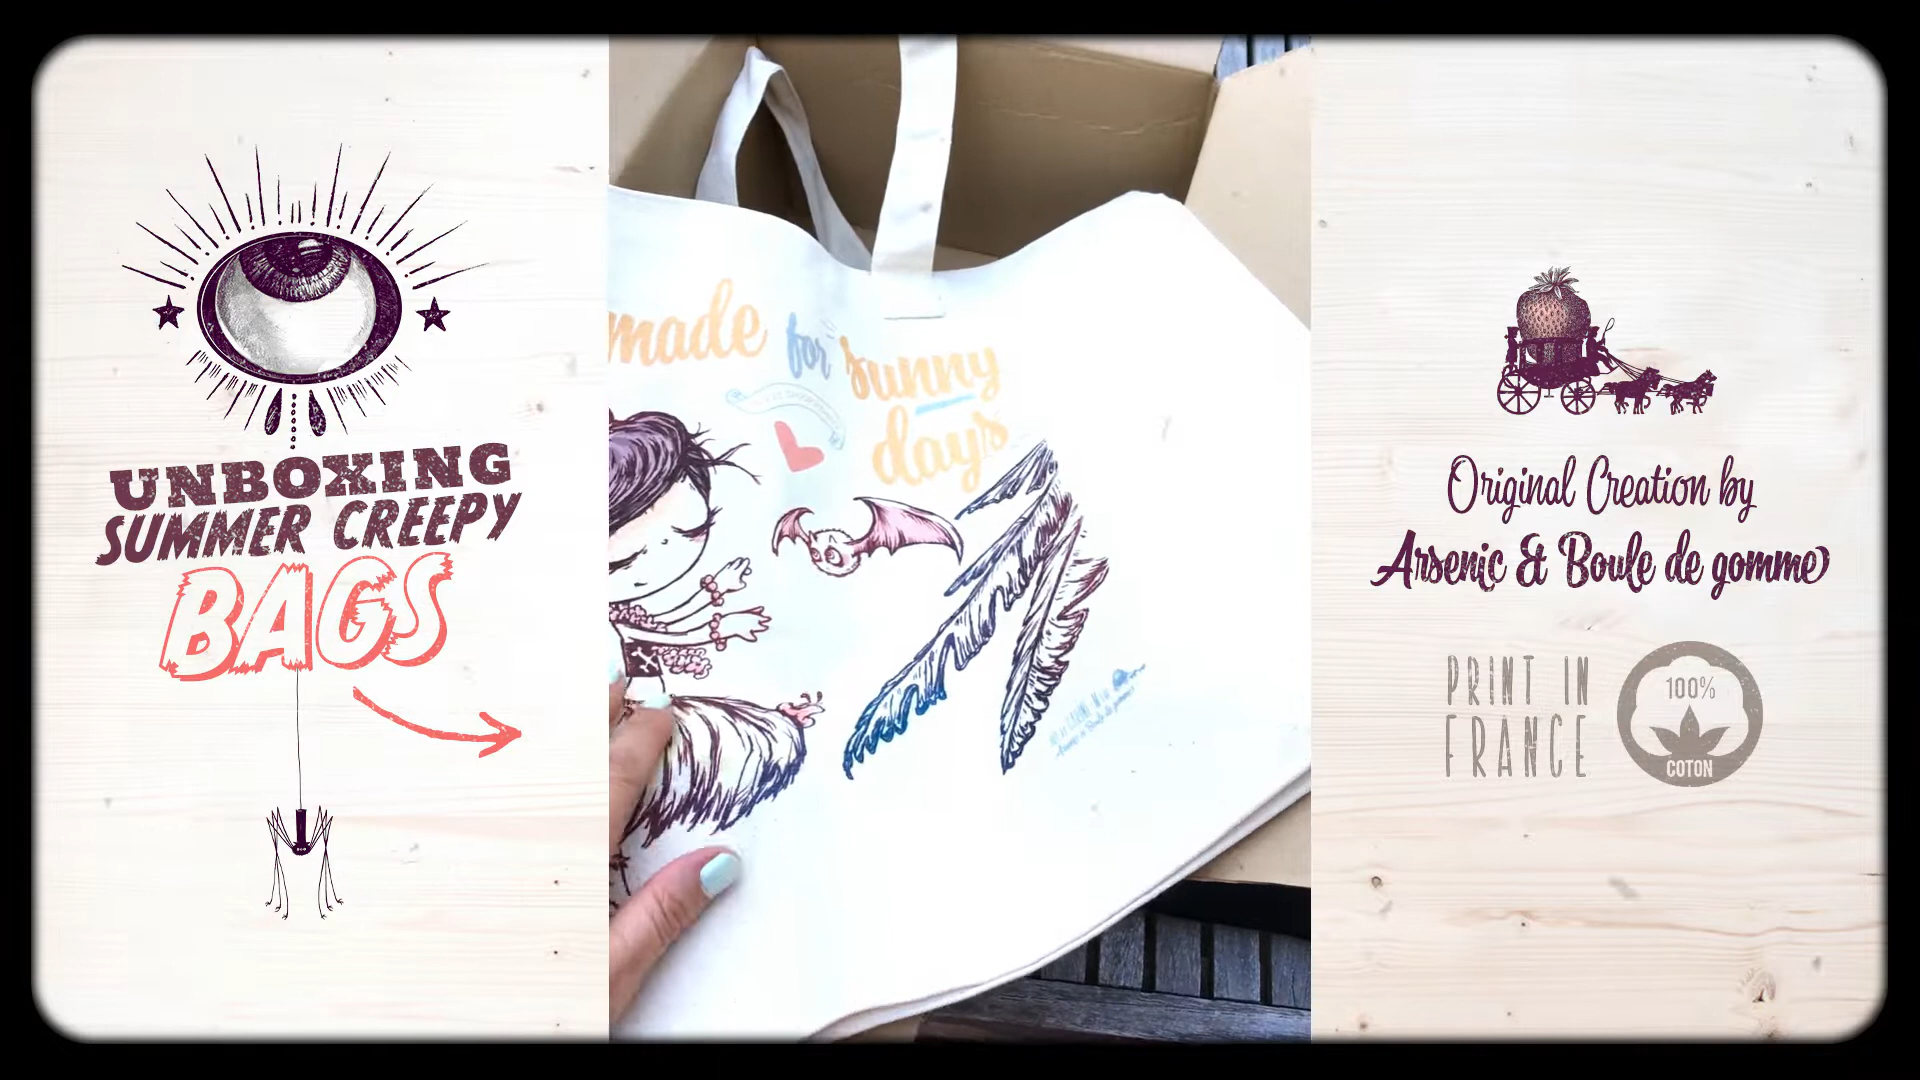 UNBOXING
SUMMER CREEPY
BAGS
made for sunny
days
Original Creation by
Arsenic & Boule de gomme
PRINT IN
FRANCE
100%
COTON